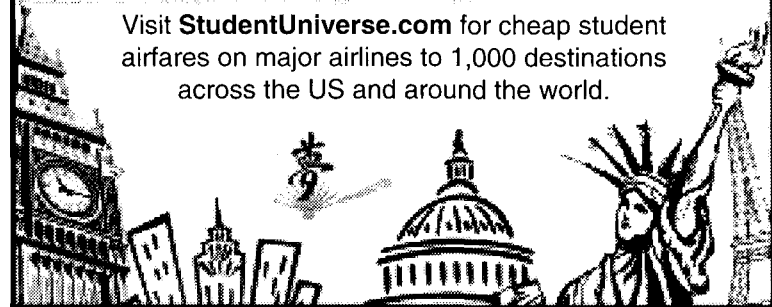 Visit StudentUniverse.com for cheap student
airfares on major airlines to 1,000 destinations
across the US and around the world.